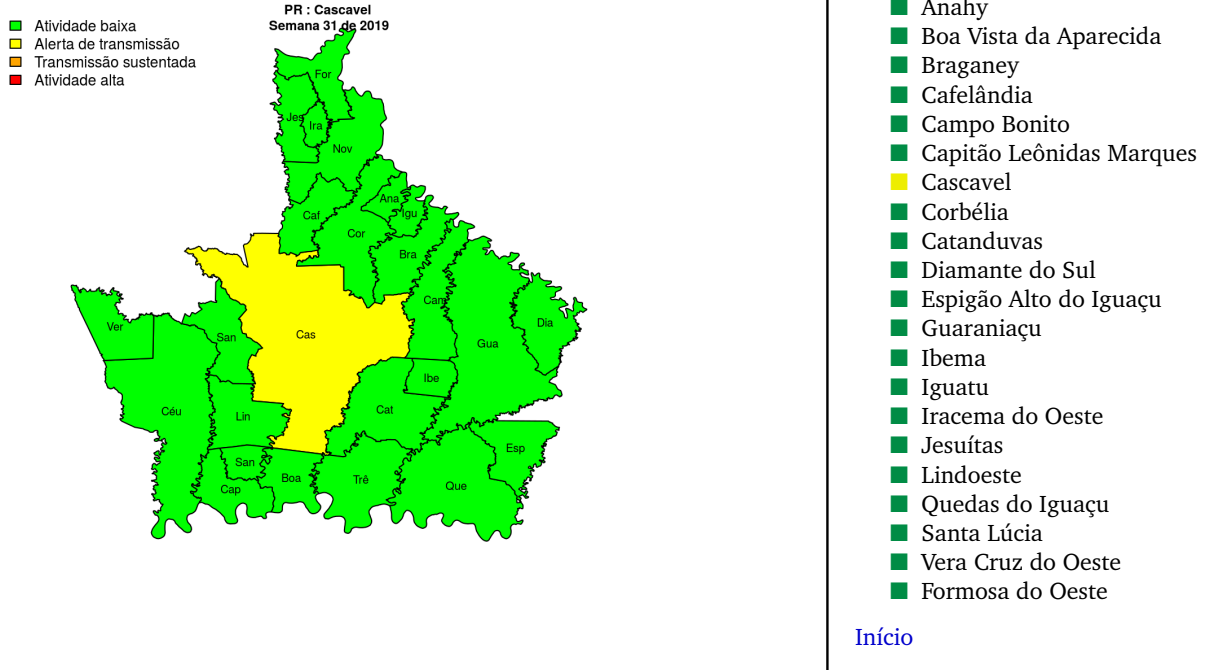 PR : Cascavel
Semana 31 de 2019
Atividade baixa
Alerta de transmissão
Transmissão sustentada
Atividade alta
For
Jes
Ira
Nov
Ana
Igu
Caf
Cor
Bra
Cam
Dia
Ver
San
Cas
Gua
Ibe
Céu
Lin
Cat
San
Esp
Cap
Boa
Trê
Que
Anahy
Boa Vista da Aparecida
Braganey
Cafelândia
Campo Bonito
Capitão Leônidas Marques
Cascavel
Corbélia
Catanduvas
Diamante do Sul
Espigão Alto do Iguaçu
Guaraniaçu
Ibema
Iguatu
Iracema do Oeste
Jesuítas
Lindoeste
Quedas do Iguaçu
Santa Lúcia
Vera Cruz do Oeste
Formosa do Oeste
Início